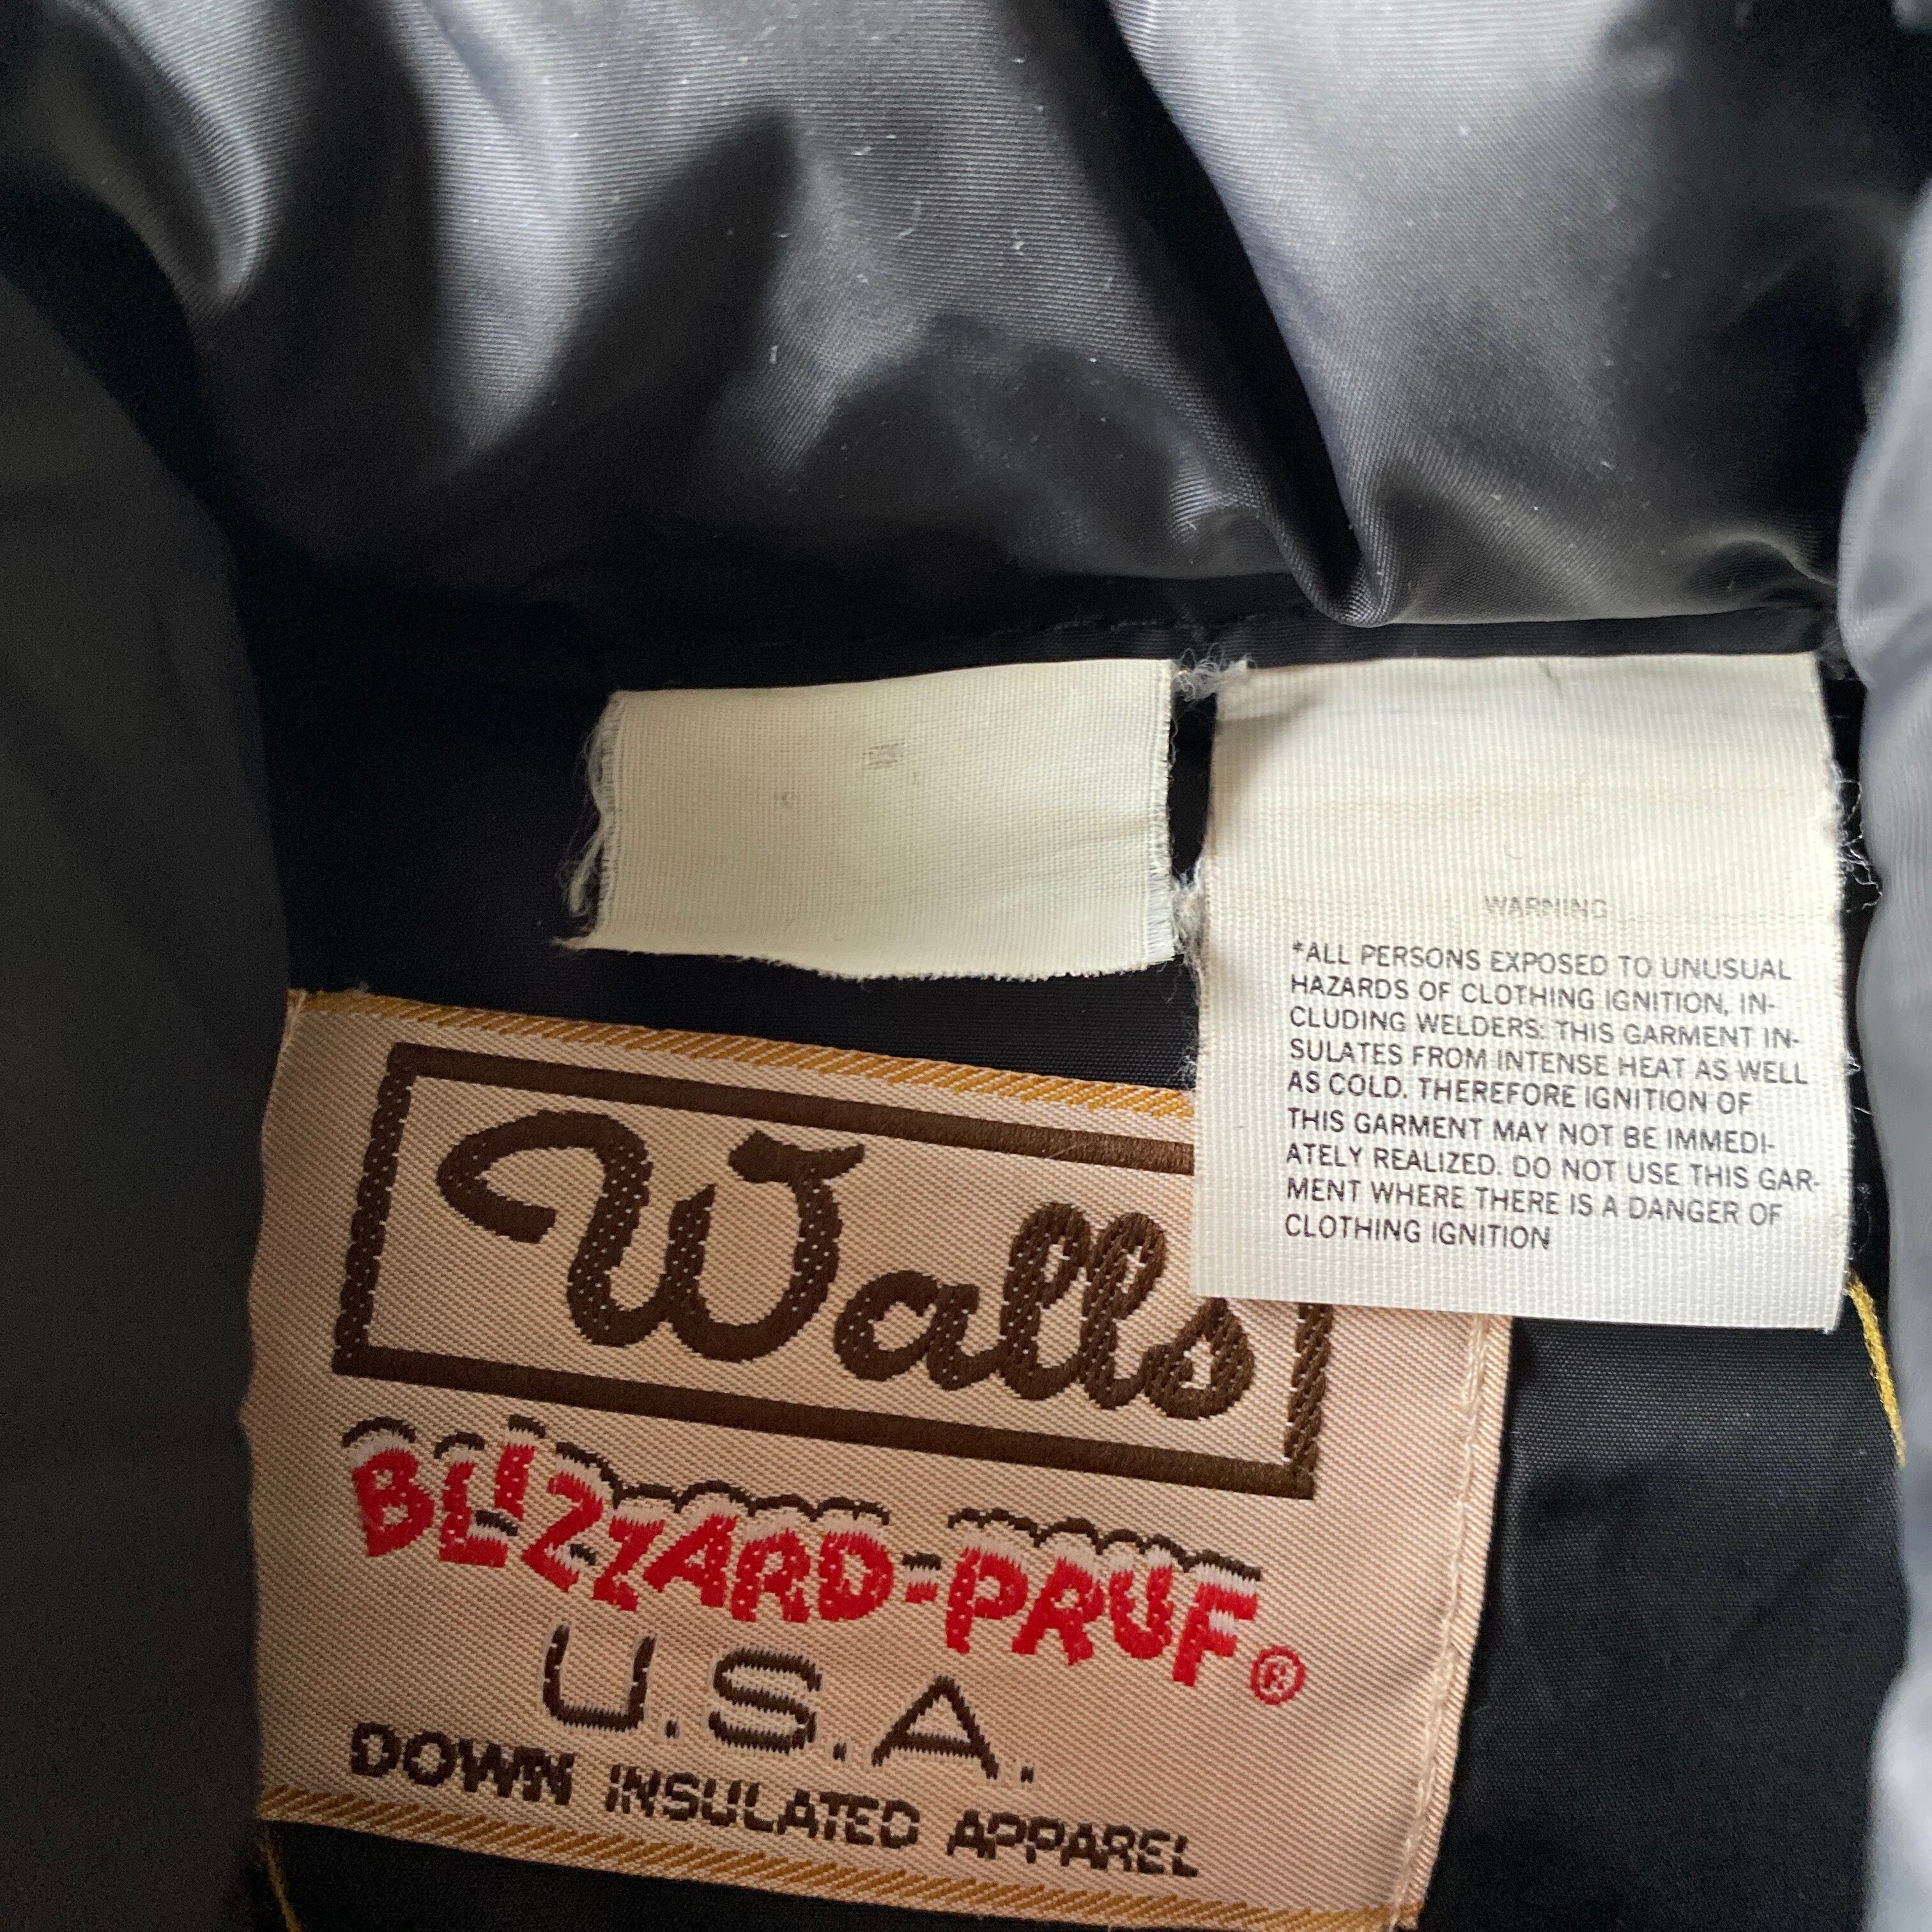 WARNING
*ALL PERSONS EXPOSED TO UNUSUAL
HAZARDS OF CLOTHING IGNITION, IN-
CLUDING WELDERS: THIS GARMENT IN-
SULATES FROM INTENSE HEAT AS WELL
AS COLD. THEREFORE IGNITION OF
THIS GARMENT MAY NOT BE IMMEDI-
ATELY REALIZED. DO NOT USE THIS GAR-
MENT WHERE THERE IS A DANGER OF
CLOTHING IGNITION
Walls
BLIZZARD-PRUF®
U.S.A.
DOWN INSULATED APPAREL